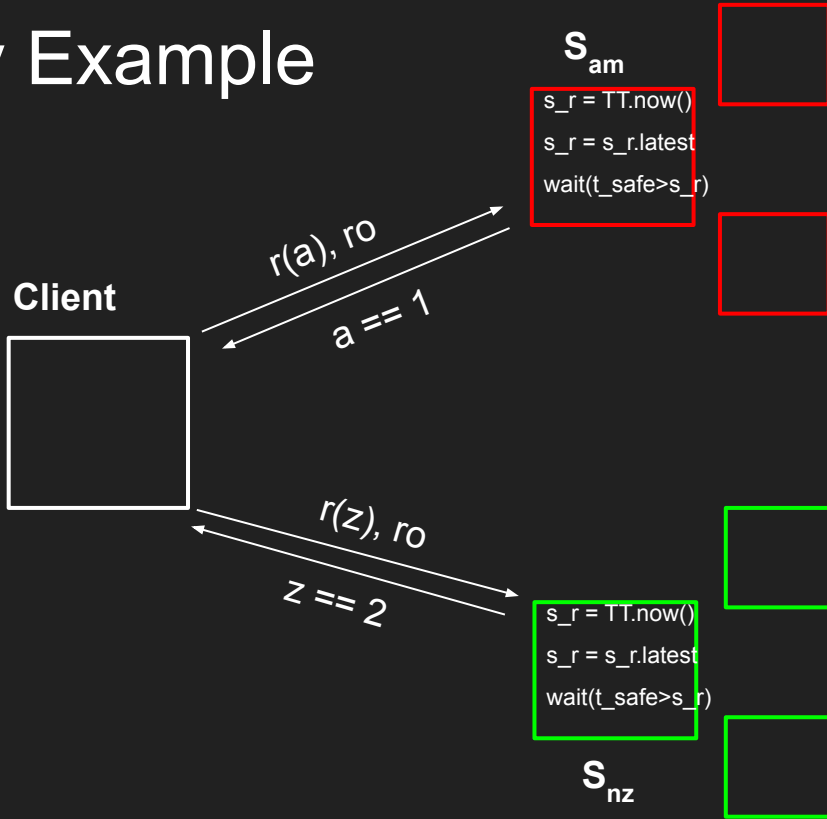 y Example
S_am
s_r = TT.now()
s_r = s_r.latest
wait(t_safe>s_r)
r(a), ro
a == 1
Client
r(z), ro
z == 2
s_r = TT.now()
s_r = s_r.latest
wait(t_safe>s_r)
S_nz